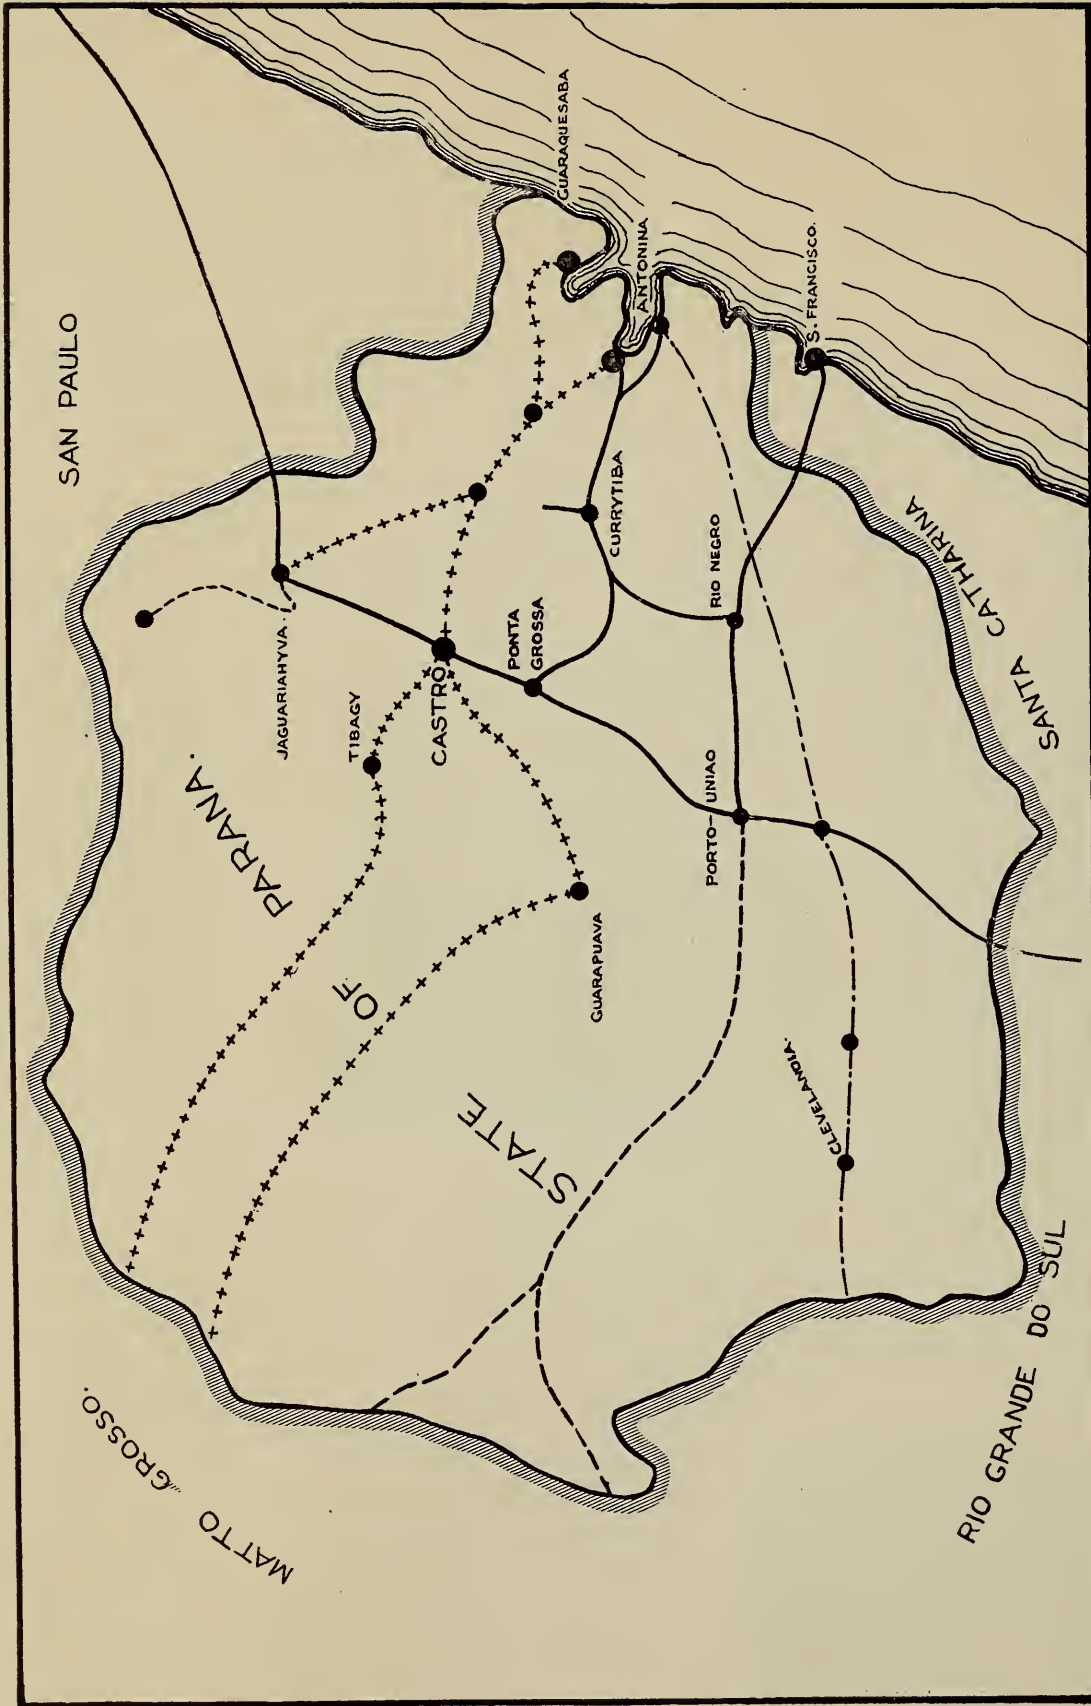 SAN PAULO
MATTO GROSSO.
STATE OF PARANA.
JAGUARIAHYVA.
TIBAGY
CASTRO
PONTA
GROSSA
GUARAPUAVA
CURRYTIBA
GUARAQUESABA
ANTONINA
S. FRANCISCO.
RIO NEGRO
PORTO-UNIAO
CLEVELANDIA.
SANTA CATHARINA
RIO GRANDE DO SUL